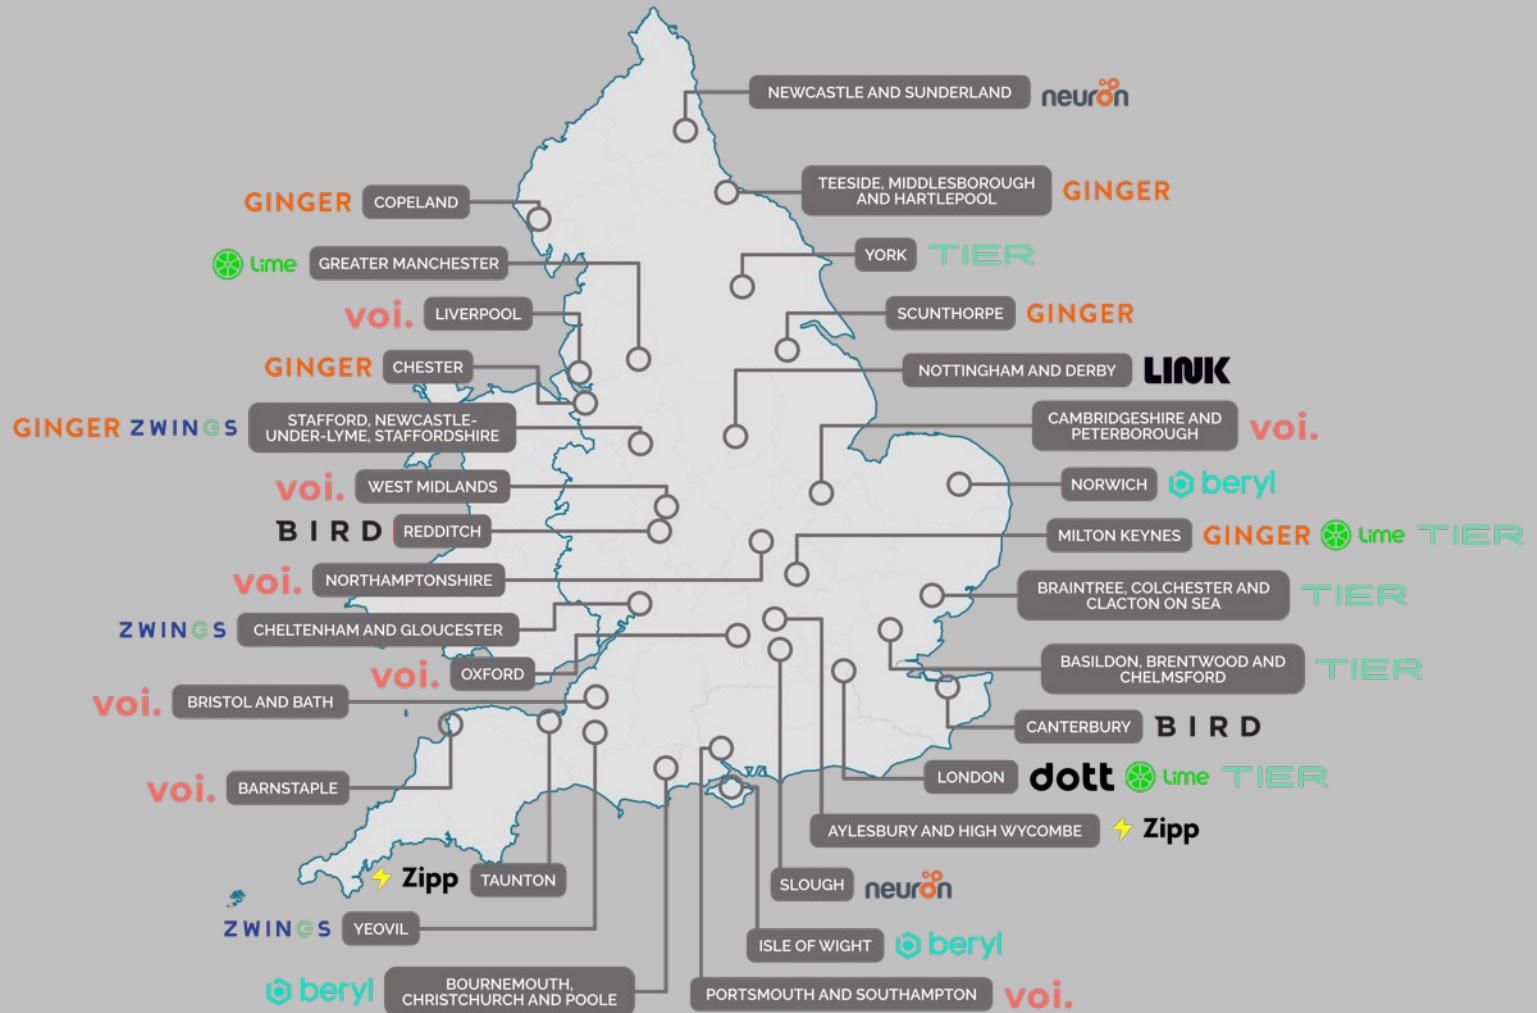 NEWCASTLE AND SUNDERLAND neuron
TEESIDE, MIDDLESBOROUGH
AND HARTLEPOOL GINGER
GINGER COPELAND
YORK TIER
Lime GREATER MANCHESTER
voi. LIVERPOOL
SCUNTHORPE GINGER
GINGER CHESTER
NOTTINGHAM AND DERBY LINK
GINGER ZWINGS STAFFORD, NEWCASTLE-
UNDER-LYME, STAFFORDSHIRE
CAMBRIDGESHIRE AND
PETERBOROUGH voi.
voi. WEST MIDLANDS
NORWICH beryl
BIRD REDDITCH
MILTON KEYNES GINGER Lime TIER
voi. NORTHAMPTONSHIRE
BRAINTREE, COLCHESTER AND
CLACTON ON SEA TIER
ZWINGS CHELTENHAM AND GLOUCESTER
voi. OXFORD
BASILDON, BRENTWOOD AND
CHELMSFORD TIER
voi. BRISTOL AND BATH
CANTERBURY BIRD
voi. BARNSTAPLE
LONDON dott Lime TIER
AYLESBURY AND HIGH WYCOMBE Zipp
Zipp TAUNTON
SLOUGH neuron
ZWINGS YEOVIL
ISLE OF WIGHT beryl
beryl BOURNEMOUTH,
CHRISTCHURCH AND POOLE
PORTSMOUTH AND SOUTHAMPTON voi.